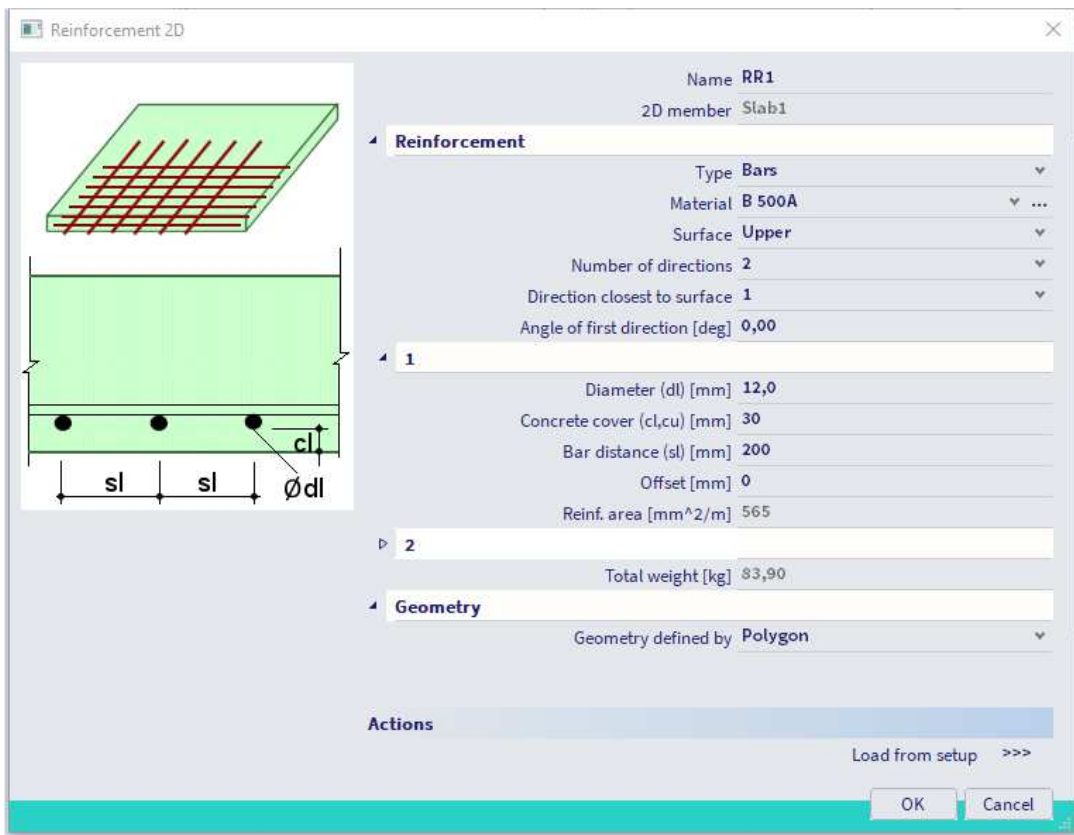 Reinforcement 2D
Name RR1
2D member Slab1
Reinforcement
Type Bars
Material B 500A ...
Surface Upper
Number of directions 2
Direction closest to surface 1
Angle of first direction [deg] 0,00
1
Diameter (dl) [mm] 12,0
Concrete cover (cl,cu) [mm] 30
Bar distance (sl) [mm] 200
Offset [mm] 0
Reinf. area [mm^2/m] 565
2
Total weight [kg] 83,90
Geometry
Geometry defined by Polygon
cl
sl sl Ødl
Actions
Load from setup >>>
OK Cancel